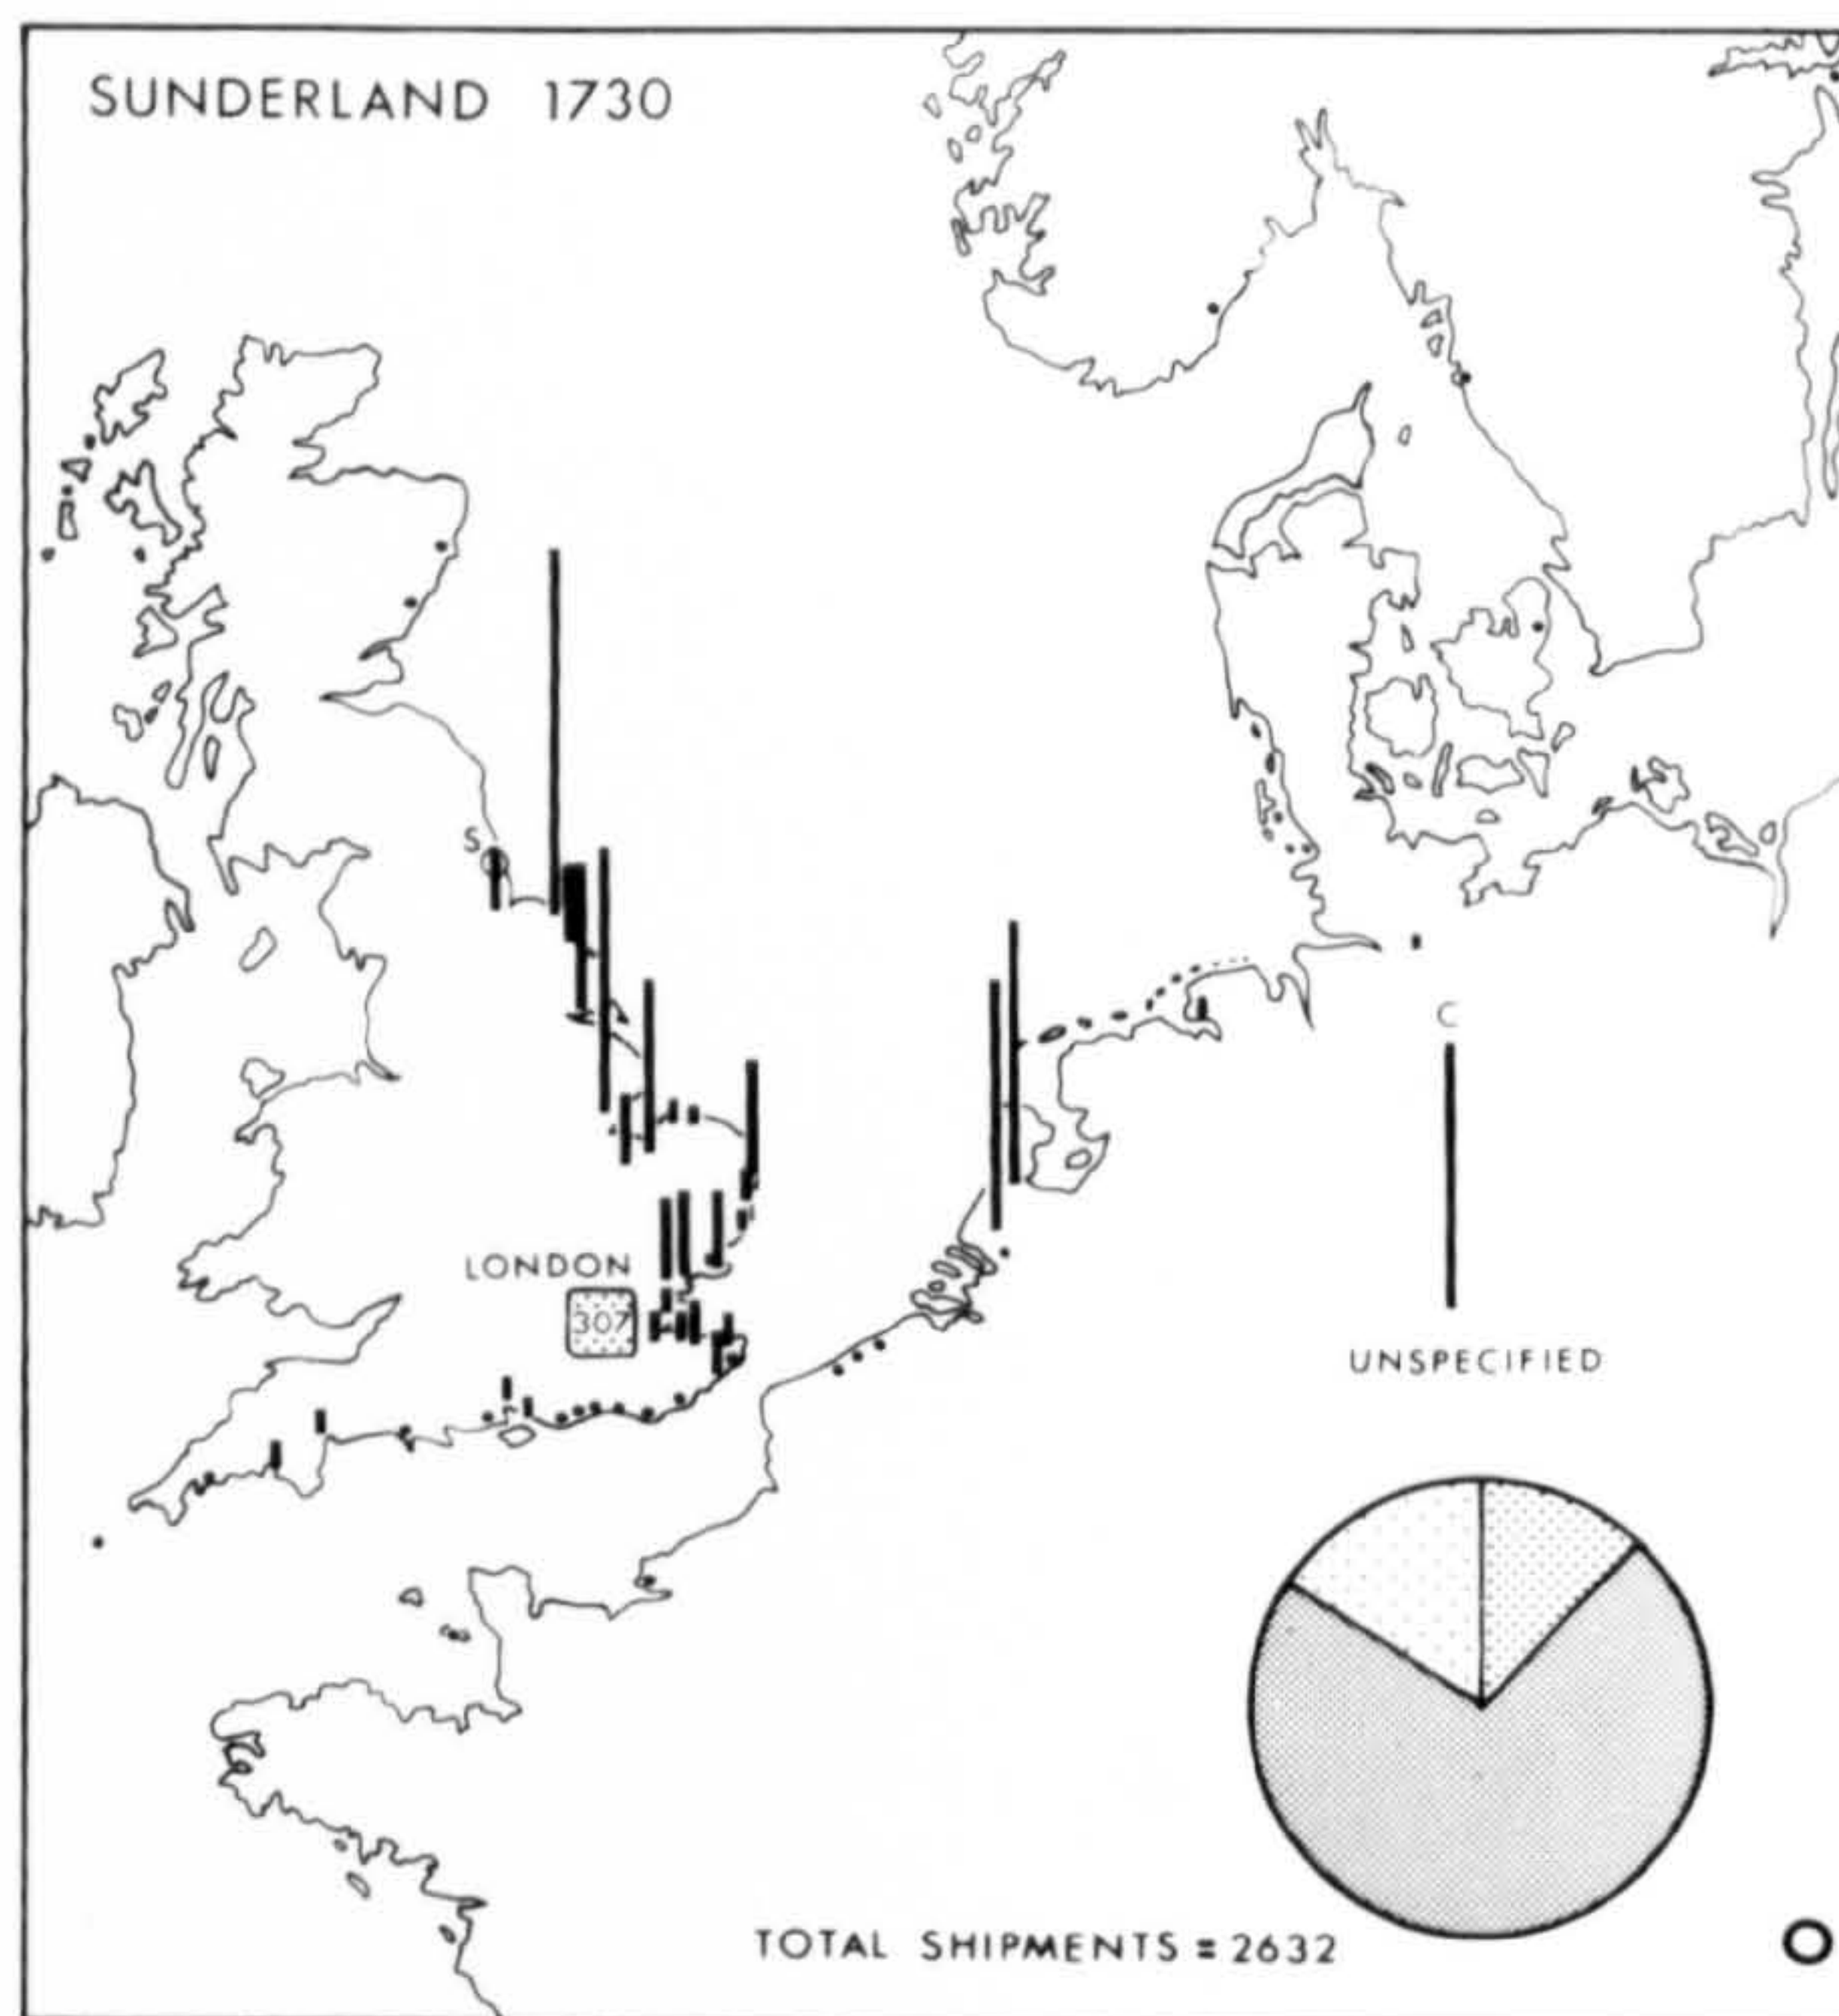 SUNDERLAND 1730
S
C
LONDON
307
UNSPECIFIED
TOTAL SHIPMENTS = 2632